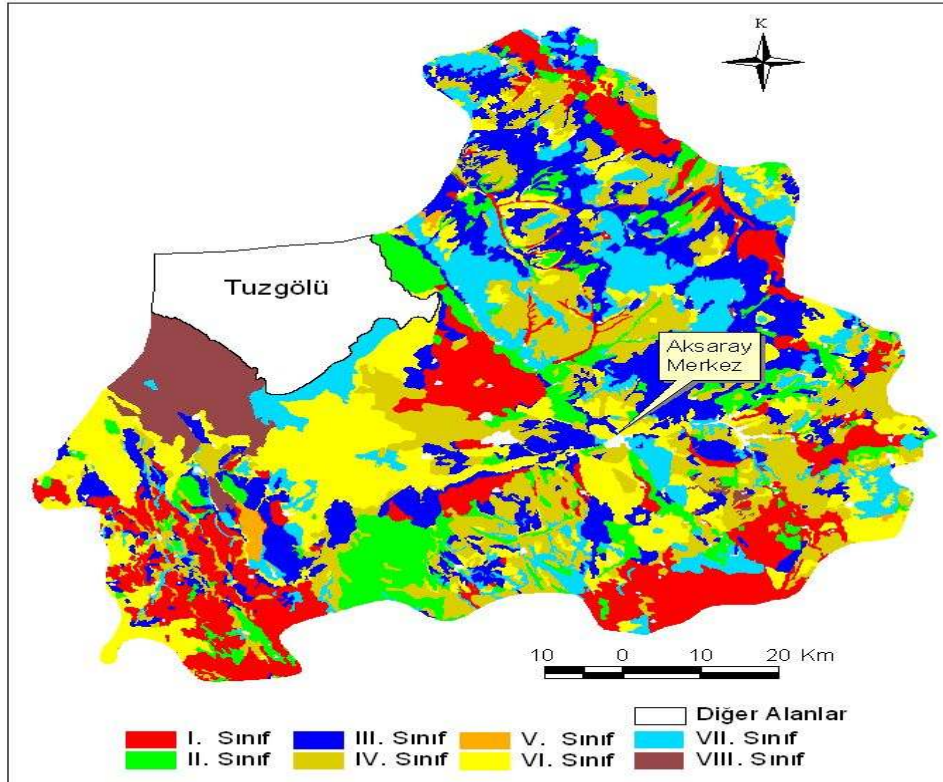 K
Tuzgölü
Aksaray
Merkez
10 0 10 20 Km
Diğer Alanlar
I. Sınıf III. Sınıf V. Sınıf VII. Sınıf
II. Sınıf IV. Sınıf VI. Sınıf VIII. Sınıf